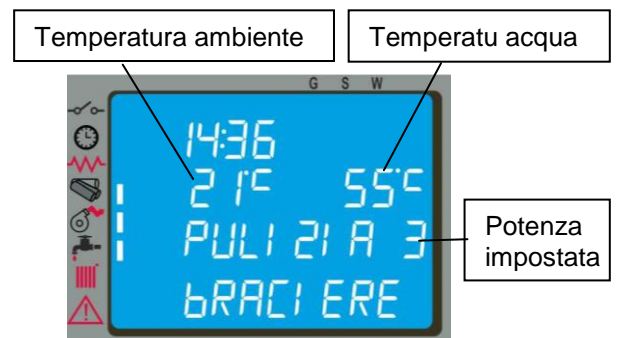 Temperatura ambiente
Temperatu acqua
G S W
14:36
21°C 55°C
PULIZIA 3
bRACIERE
Potenza
impostata